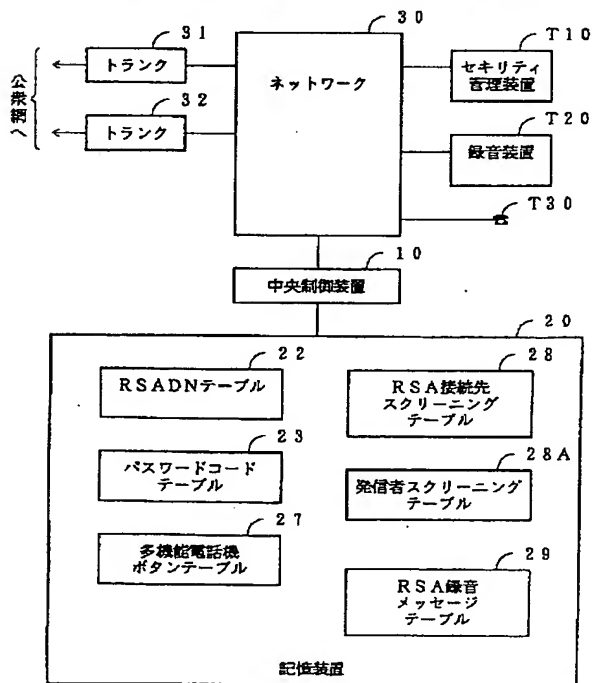 30
31
トランク
32
トランク
公衆網へ
ネットワーク
T10
セキリティ
管理装置
T20
録音装置
T30
10
中央制御装置
20
22
RSADNテーブル
23
パスワードコード
テーブル
27
多機能電話機
ボタンテーブル
28
RSA接続先
スクリーニング
テーブル
28A
発信者スクリーニング
テーブル
29
RSA録音
メッセージ
テーブル
記憶装置